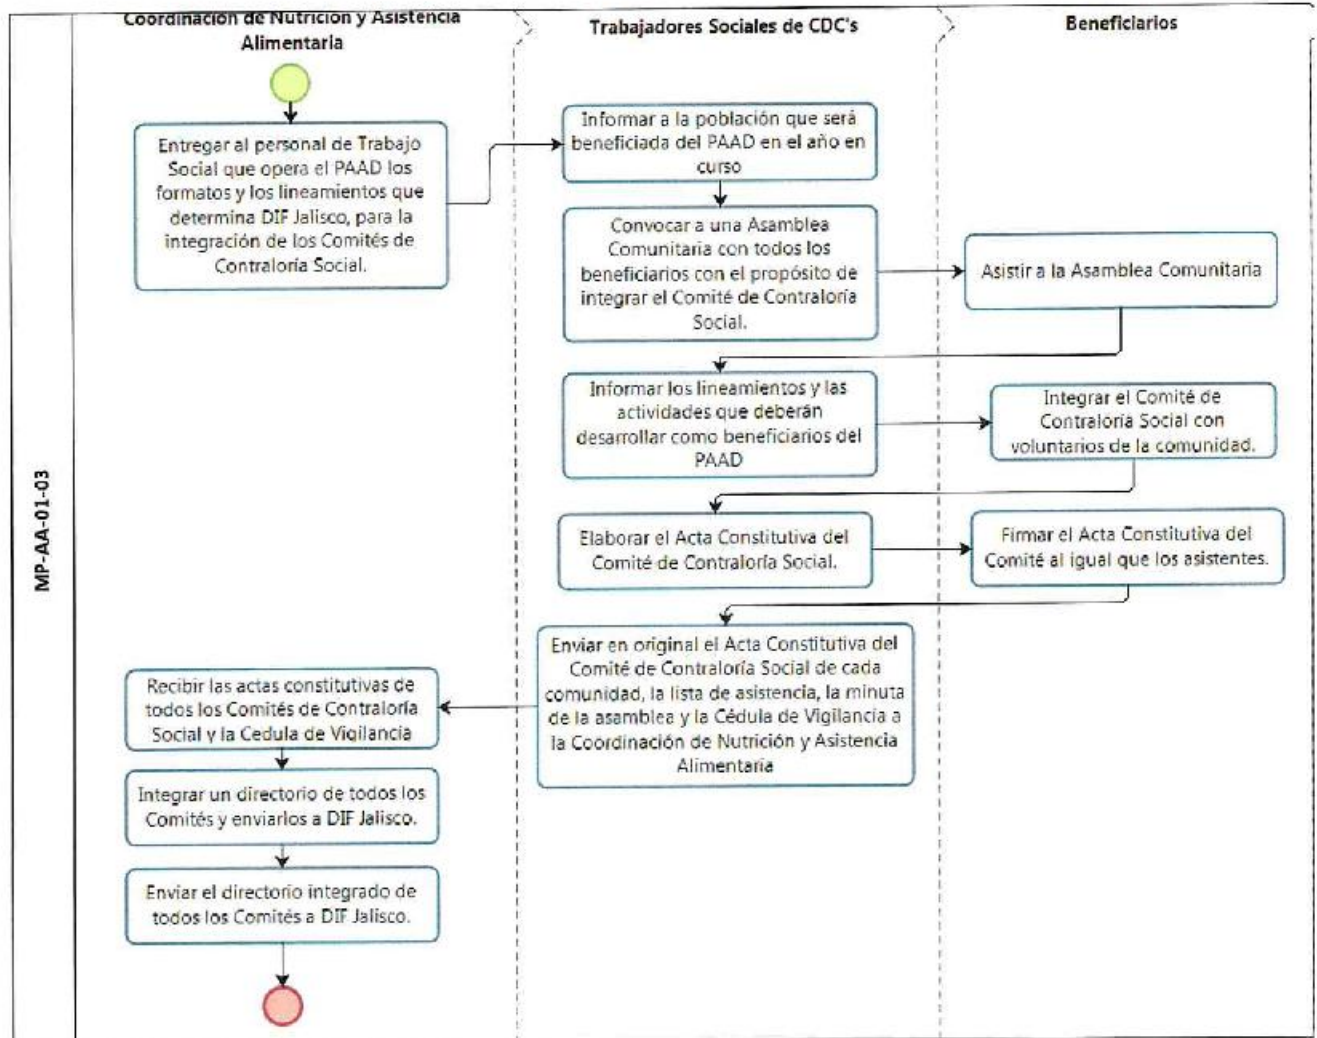 Coordinación de Nutrición y Asistencia
Alimentaria
Trabajadores Sociales de CDC's
Beneficiarios
MP-AA-01-03
Entregar al personal de Trabajo
Social que opera el PAAD los
formatos y los lineamientos que
determina DIF Jalisco, para la
integración de los Comités de
Contraloría Social.
Informar a la población que será
beneficiada del PAAD en el año en
curso
Convocar a una Asamblea
Comunitaria con todos los
beneficiarios con el propósito de
integrar el Comité de Contraloría
Social.
Asistir a la Asamblea Comunitaria
Informar los lineamientos y las
actividades que deberán
desarrollar como beneficiarios del
PAAD
Integrar el Comité de
Contraloría Social con
voluntarios de la comunidad.
Elaborar el Acta Constitutiva del
Comité de Contraloría Social.
Firmar el Acta Constitutiva del
Comité al igual que los asistentes.
Enviar en original el Acta Constitutiva del
Comité de Contraloría Social de cada
comunidad, la lista de asistencia, la minuta
de la asamblea y la Cédula de Vigilancia a
la Coordinación de Nutrición y Asistencia
Alimentaria
Recibir las actas constitutivas de
todos los Comités de Contraloría
Social y la Cedula de Vigilancia
Integrar un directorio de todos los
Comités y enviarlos a DIF Jalisco.
Enviar el directorio integrado de
todos los Comités a DIF Jalisco.